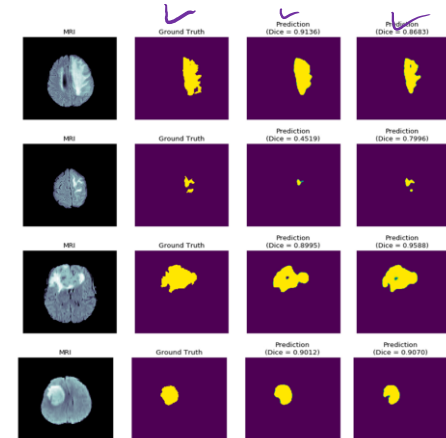 MRI
Ground Truth
Prediction
(Dice = 0.9136)
Prediction
(Dice = 0.8683)
MRI
Ground Truth
Prediction
(Dice = 0.4519)
Prediction
(Dice = 0.7996)
MRI
Ground Truth
Prediction
(Dice = 0.8995)
Prediction
(Dice = 0.9588)
MRI
Ground Truth
Prediction
(Dice = 0.9012)
Prediction
(Dice = 0.9070)